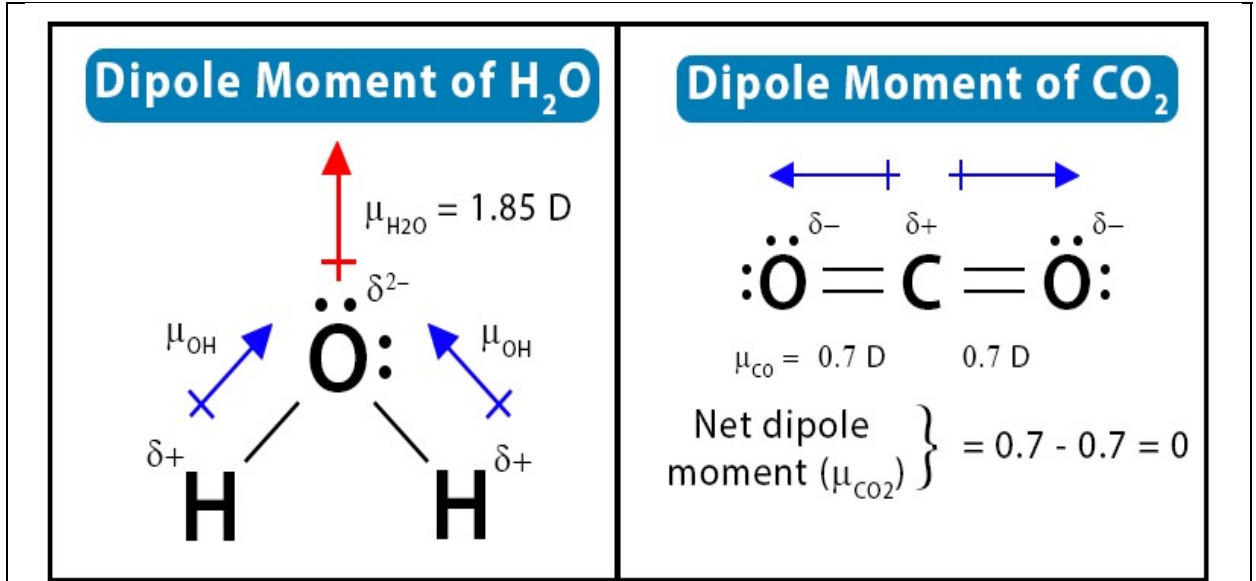 Dipole Moment of H₂O
μH2O = 1.85 D
δ2−
O
μOH
μOH
δ+
H
δ+
H
Dipole Moment of CO₂
δ− δ+ δ−
:O=C=O:
μCO = 0.7 D 0.7 D
Net dipole
moment (μCO2) } = 0.7 - 0.7 = 0